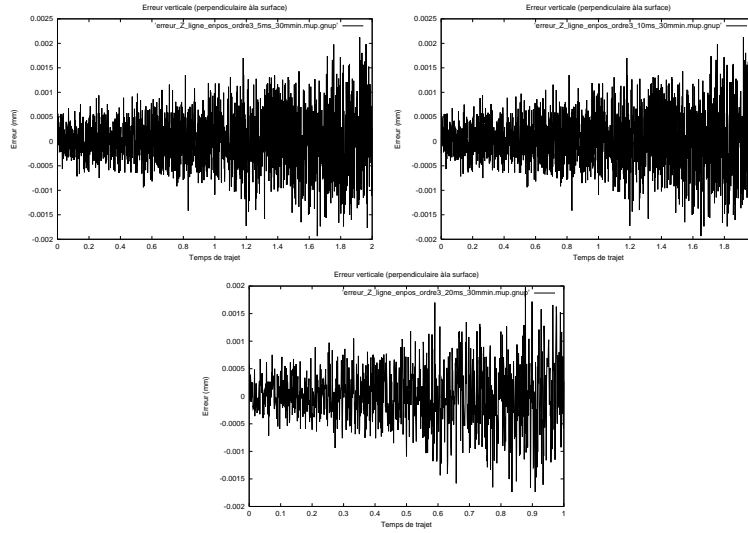 Erreur verticale (perpendiculaire àla surface)
'erreur_Z_ligne_enpos_ordre3_5ms_30mmin.mup.gnup'
Erreur (mm)
0.0025
0.002
0.0015
0.001
0.0005
0
-0.0005
-0.001
-0.0015
-0.002
0 0.2 0.4 0.6 0.8 1 1.2 1.4 1.6 1.8 2
Temps de trajet
Erreur verticale (perpendiculaire àla surface)
'erreur_Z_ligne_enpos_ordre3_10ms_30mmin.mup.gnup'
Erreur (mm)
0.0025
0.002
0.0015
0.001
0.0005
0
-0.0005
-0.001
-0.0015
-0.002
0 0.2 0.4 0.6 0.8 1 1.2 1.4 1.6 1.8
Temps de trajet
Erreur verticale (perpendiculaire àla surface)
'erreur_Z_ligne_enpos_ordre3_20ms_30mmin.mup.gnup'
Erreur (mm)
0.002
0.0015
0.001
0.0005
0
-0.0005
-0.001
-0.0015
-0.002
0 0.1 0.2 0.3 0.4 0.5 0.6 0.7 0.8 0.9 1
Temps de trajet